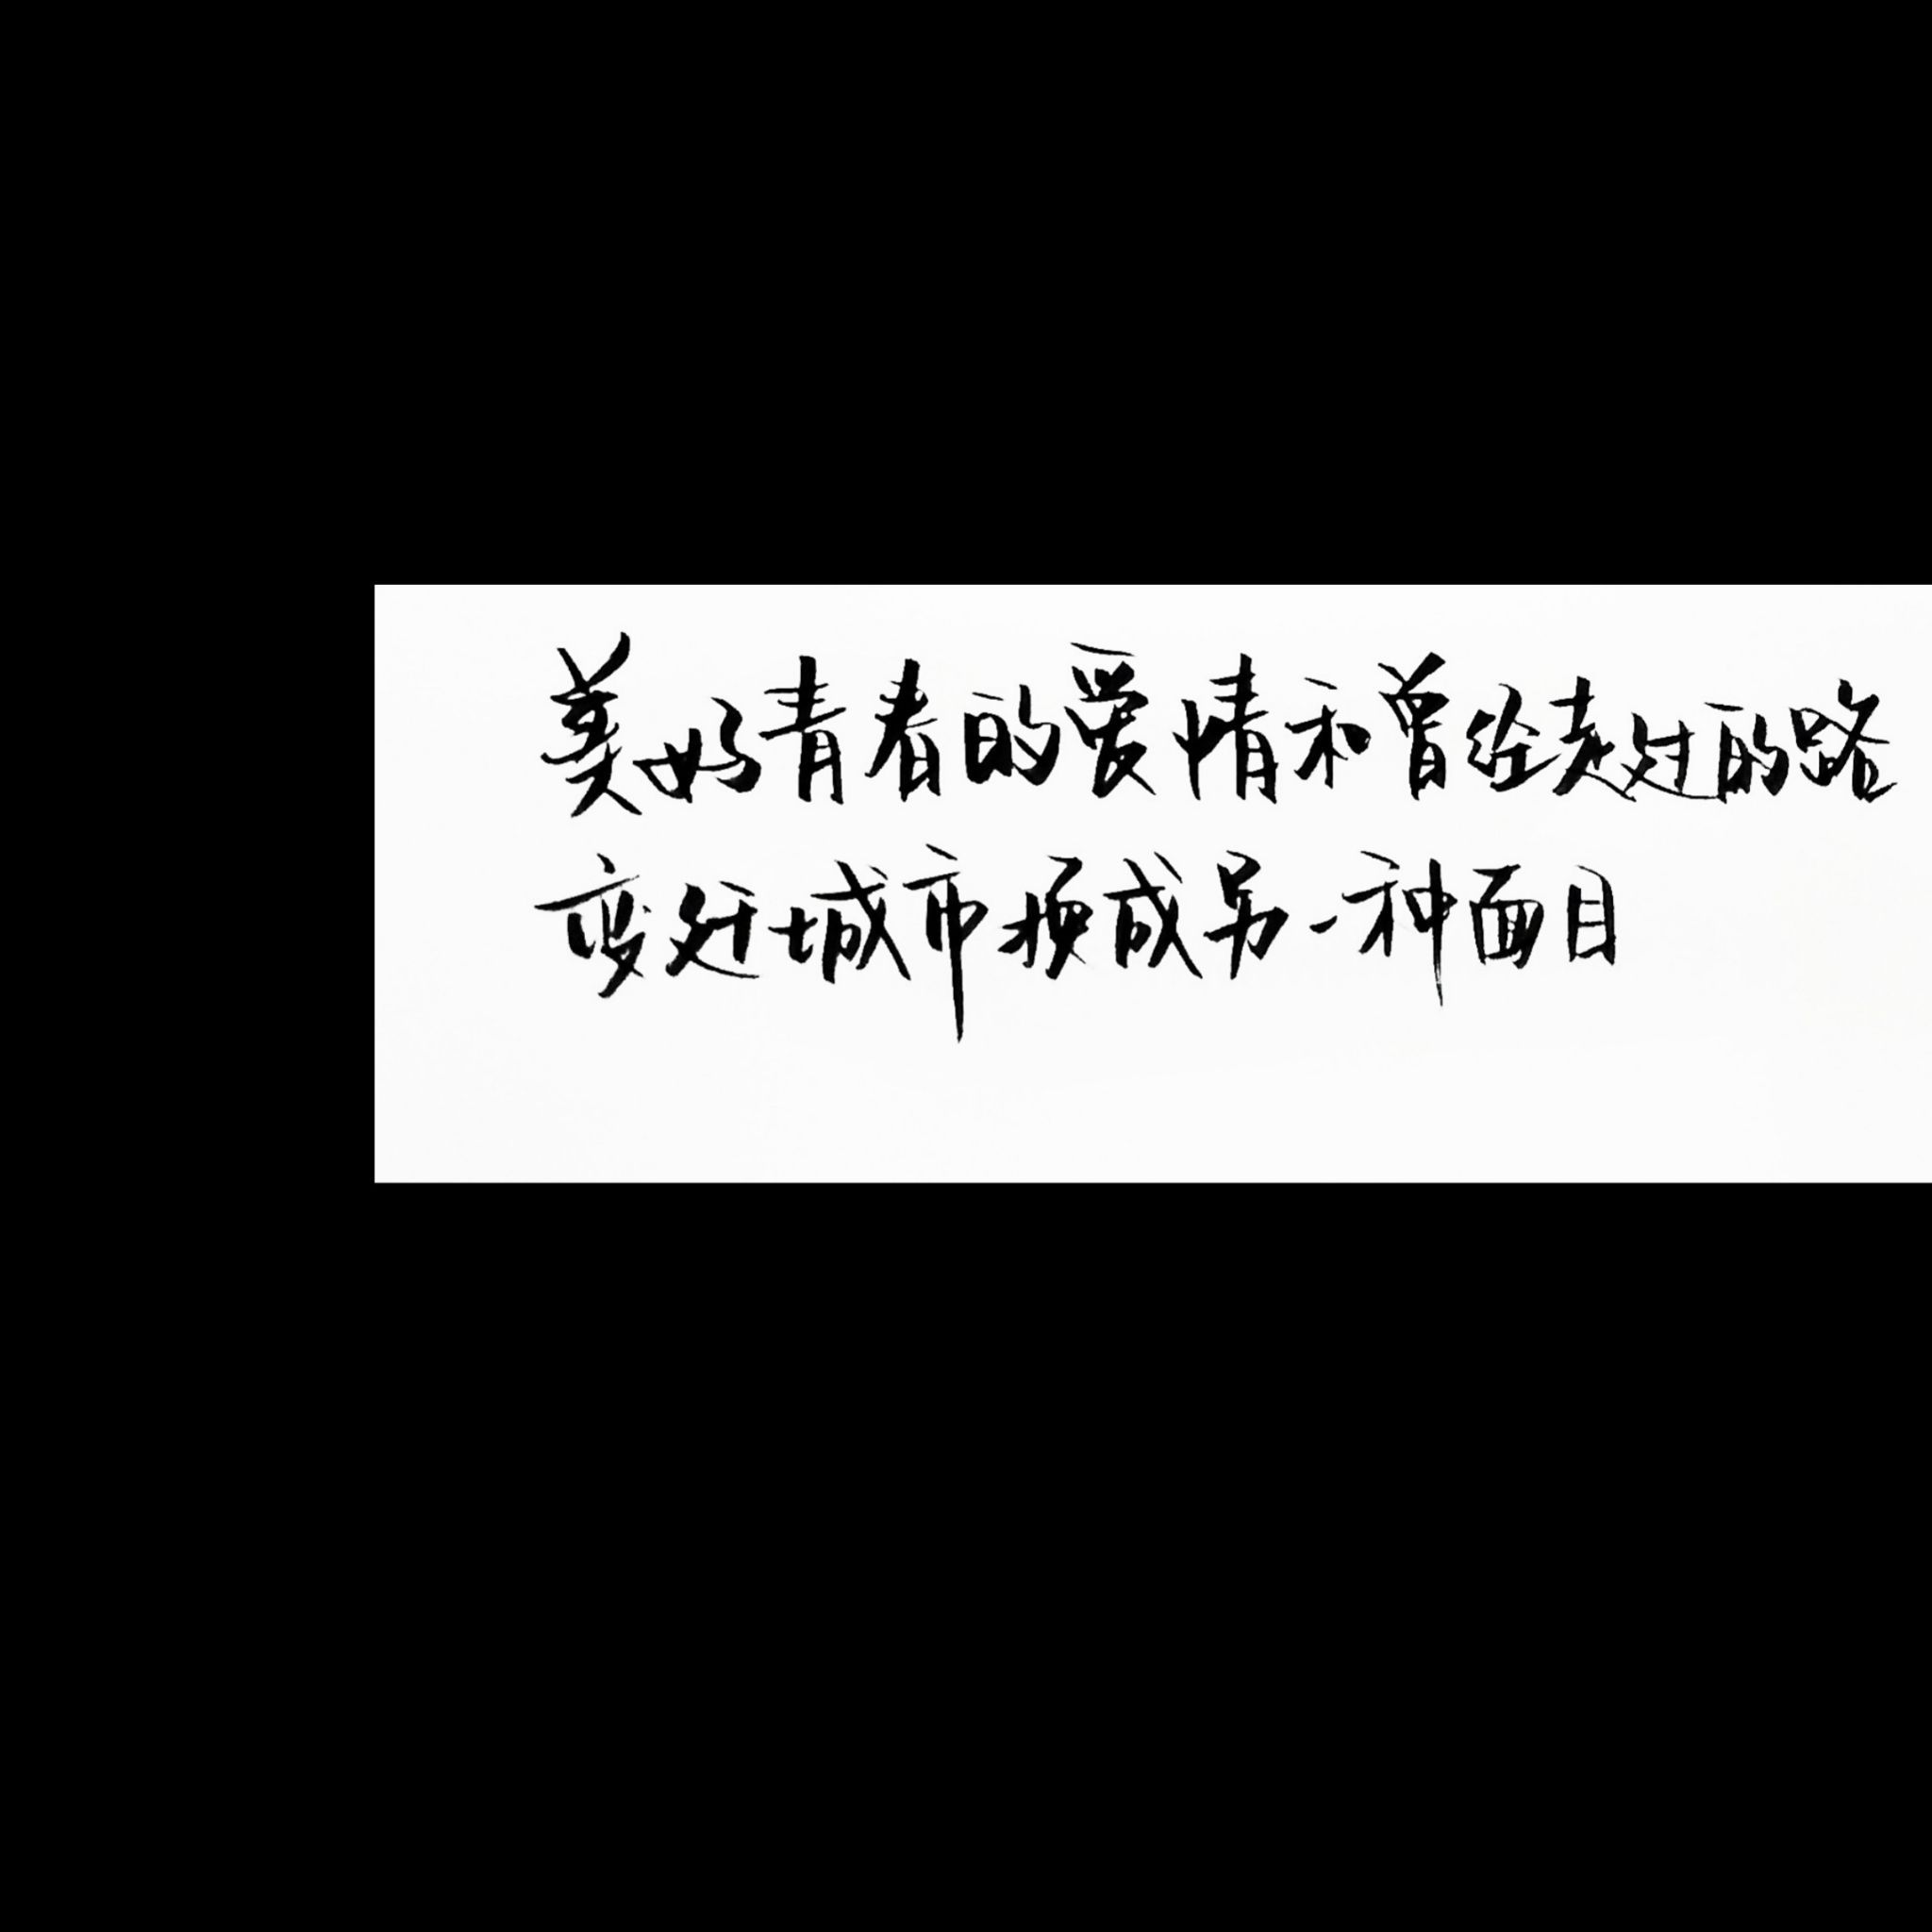 美好青春的爱情和曾经走过的路
变迁城市换成另一种面目